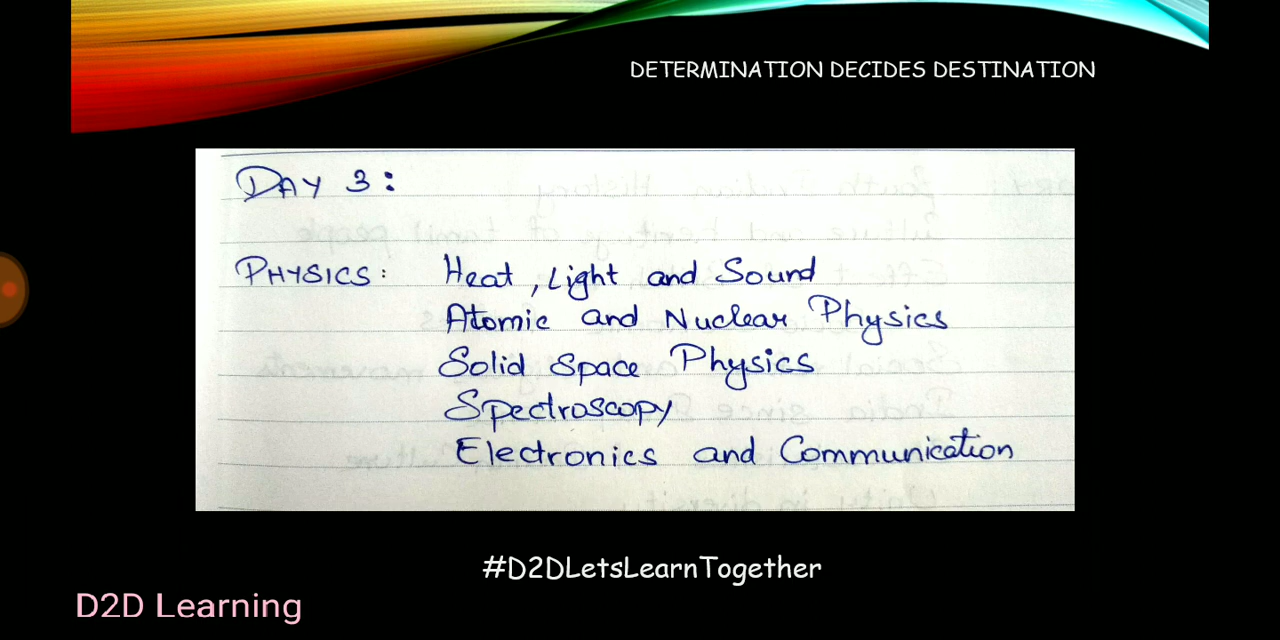 DETERMINATION DECIDES DESTINATION
DAY 3:
PHYSICS: Heat, Light and Sound
Atomic and Nuclear Physics
Solid Space Physics
Spectroscopy
Electronics and Communication
#D2DLetsLearnTogether
D2D Learning